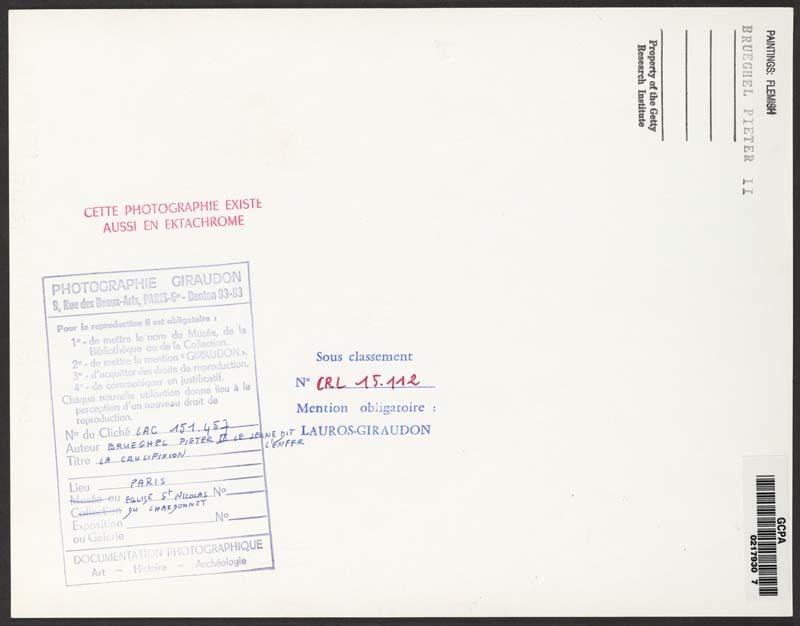 PAINTINGS: FLEMISH
BRUEGHEL PIETER II
Property of the Getty
Research Institute
CETTE PHOTOGRAPHIE EXISTE
AUSSI EN EKTACHROME
PHOTOGRAPHIE GIRAUDON
9, Rue des Beaux-Arts, PARIS-6e - Danton 93-83
Pour la reproduction il est obligatoire :
1° - de mettre le nom du Musée, de la
Bibliothèque ou de la Collection.
2° - de mettre la mention « GIRAUDON ».
3° - d'acquitter des droits de reproduction.
4° - de communiquer un justificatif.
Chaque nouvelle utilisation donne lieu à la
perception d'un nouveau droit de
reproduction.
N° du Cliché LAC 151.457
Auteur BRUEGHEL PIETER II LE JEUNE DIT
L'ENFER
Titre LA CRUCIFIXION
Lieu PARIS
Musée ou EGLISE St NICOLAS N°
Collection DU CHARDONNET
Exposition N°
ou Galerie
DOCUMENTATION PHOTOGRAPHIQUE
Art - Histoire - Archéologie
Sous classement
N° CRL 15.112
Mention obligatoire :
LAUROS-GIRAUDON
GCPA
0217930 7